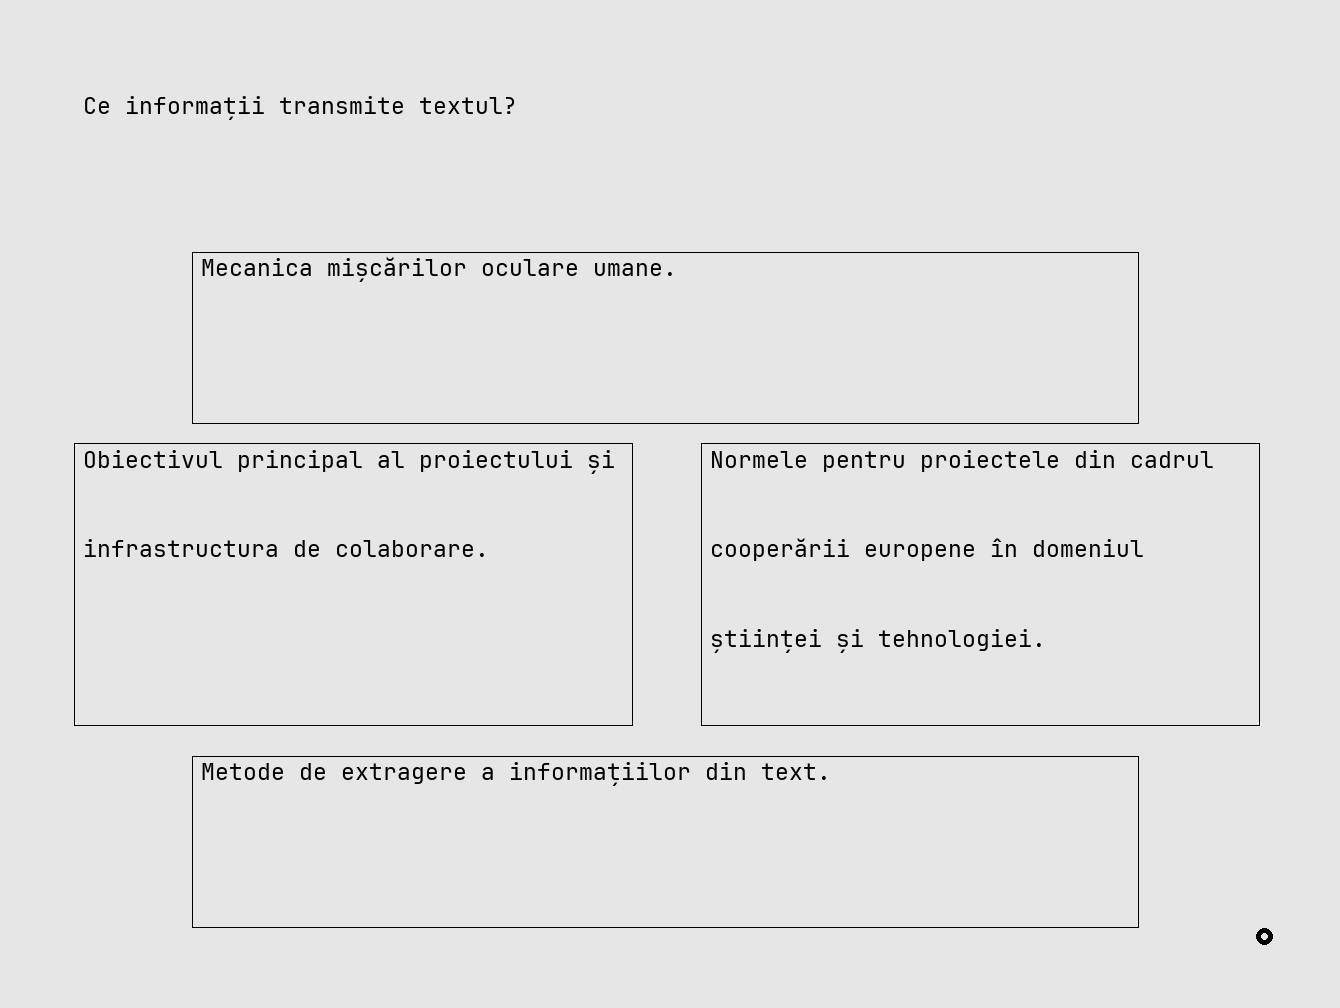 Ce informații transmite textul?
Mecanica mișcărilor oculare umane.
Obiectivul principal al proiectului și
infrastructura de colaborare.
Normele pentru proiectele din cadrul
cooperării europene în domeniul
științei și tehnologiei.
Metode de extragere a informațiilor din text.